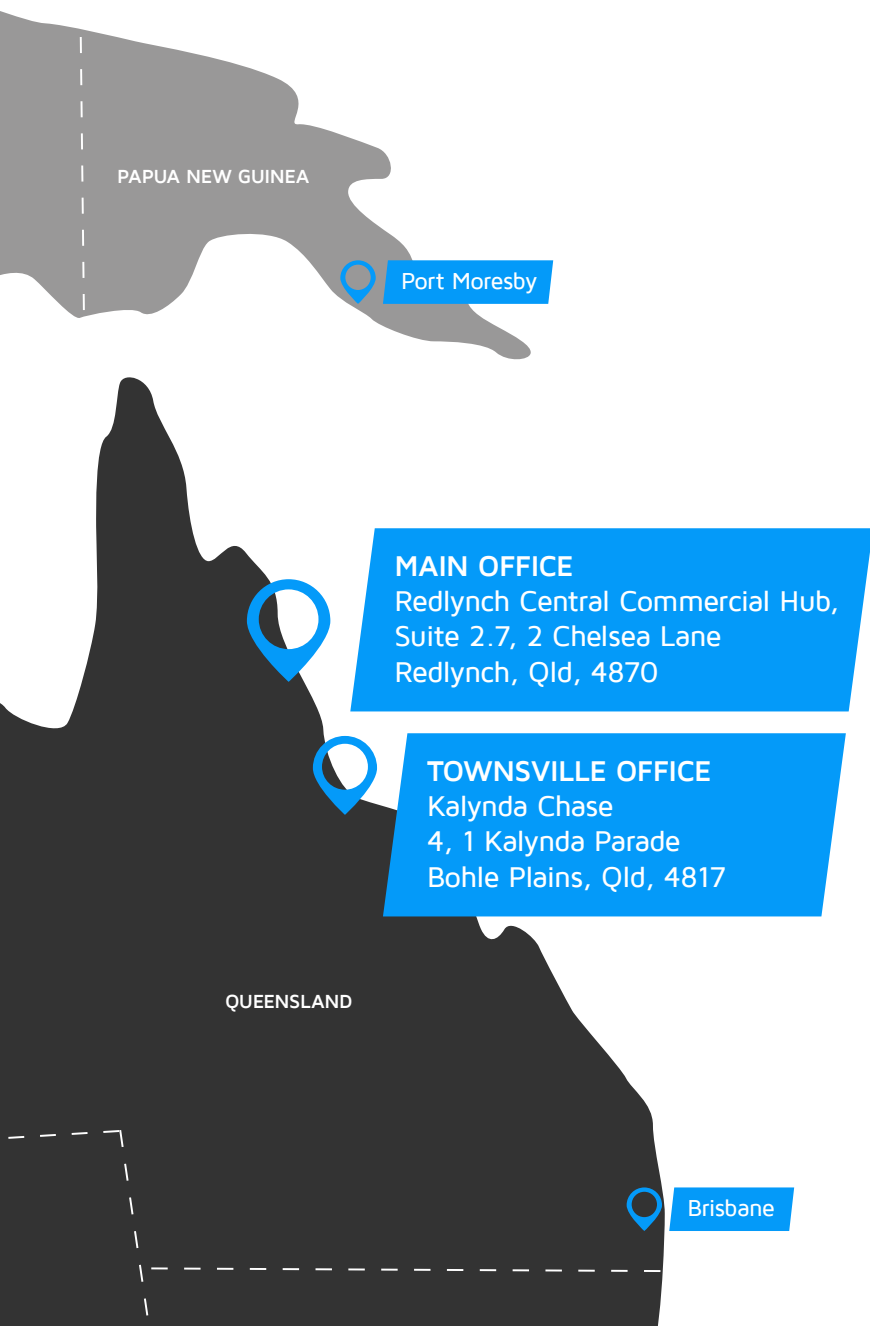 PAPUA NEW GUINEA
Port Moresby
MAIN OFFICE
Redlynch Central Commercial Hub,
Suite 2.7, 2 Chelsea Lane
Redlynch, Qld, 4870
TOWNSVILLE OFFICE
Kalynda Chase
4, 1 Kalynda Parade
Bohle Plains, Qld, 4817
QUEENSLAND
Brisbane